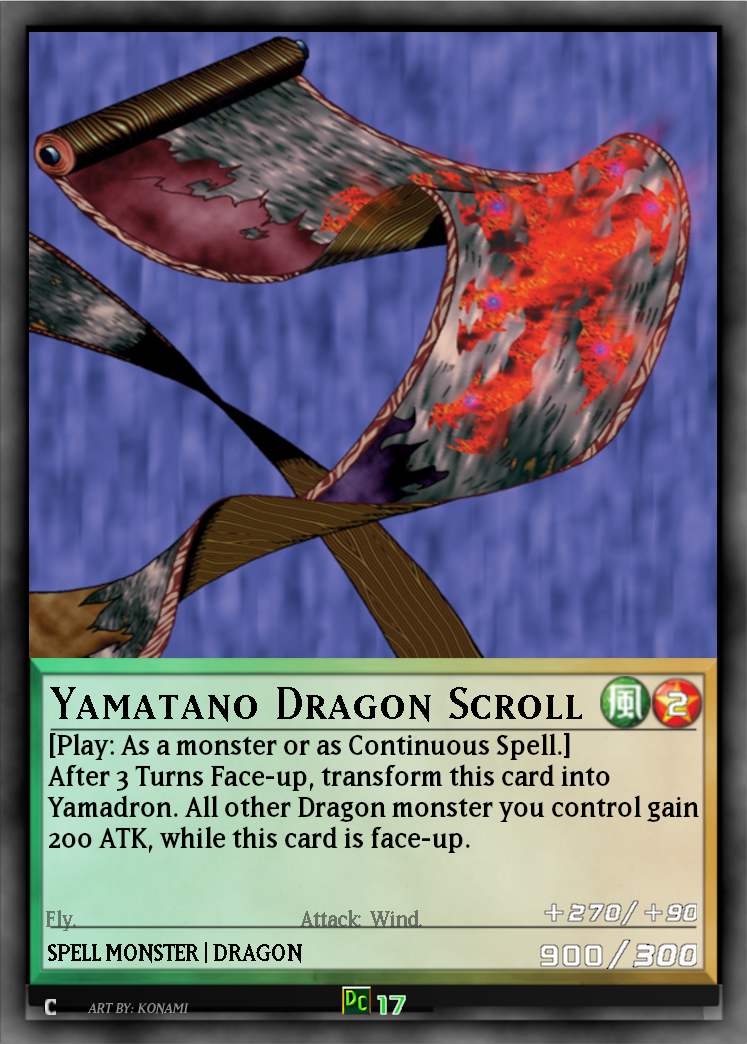 Yamatano Dragon Scroll 風 2
[Play: As a monster or as Continuous Spell.]
After 3 Turns Face-up, transform this card into
Yamadron. All other Dragon monster you control gain
200 ATK, while this card is face-up.
Fly. Attack: Wind. +270/+90
SPELL MONSTER | DRAGON 900/300
C ART BY: KONAMI DC 17